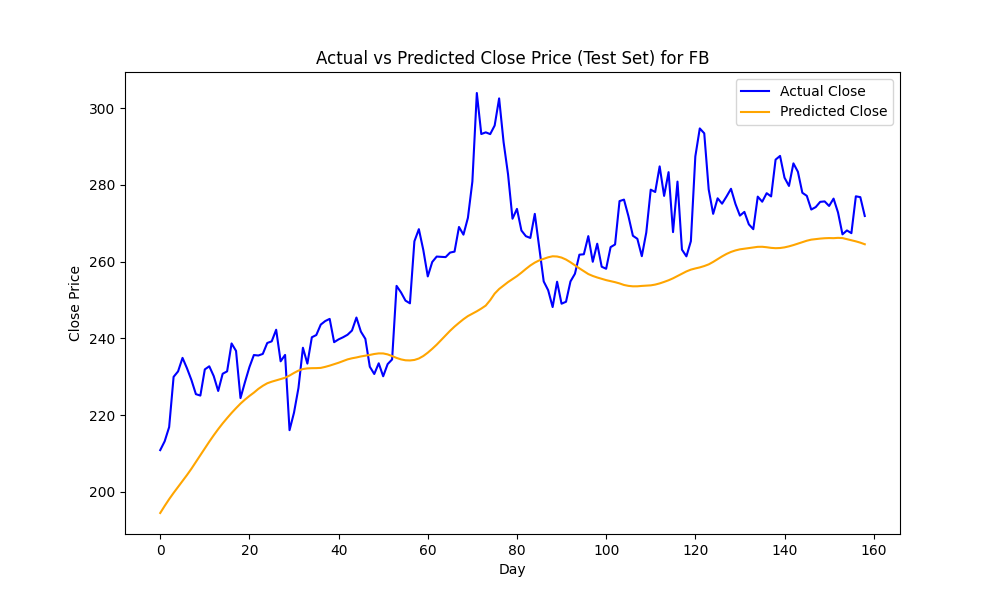 Actual vs Predicted Close Price (Test Set) for FB
Actual Close
Predicted Close
Close Price
300
280
260
240
220
200
0 20 40 60 80 100 120 140 160
Day